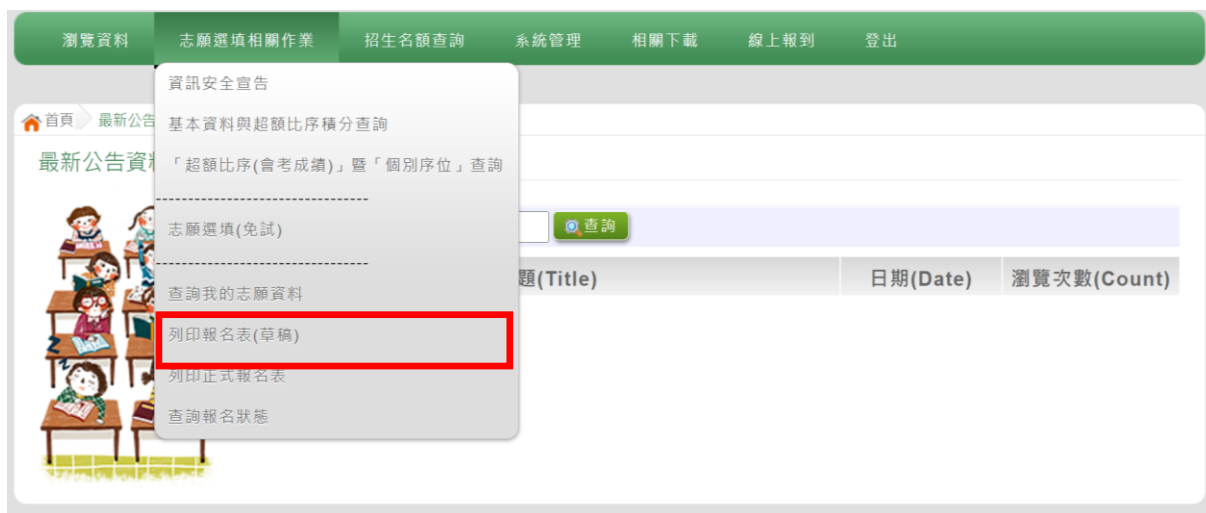 瀏覽資料 志願選填相關作業 招生名額查詢 系統管理 相關下載 線上報到 登出
資訊安全宣告
首頁 最新公告
基本資料與超額比序積分查詢
最新公告資
「超額比序(會考成績)」暨「個別序位」查詢
--------------------------------
志願選填(免試)
查詢
--------------------------------
題(Title) 日期(Date) 瀏覽次數(Count)
查詢我的志願資料
列印報名表(草稿)
列印正式報名表
查詢報名狀態